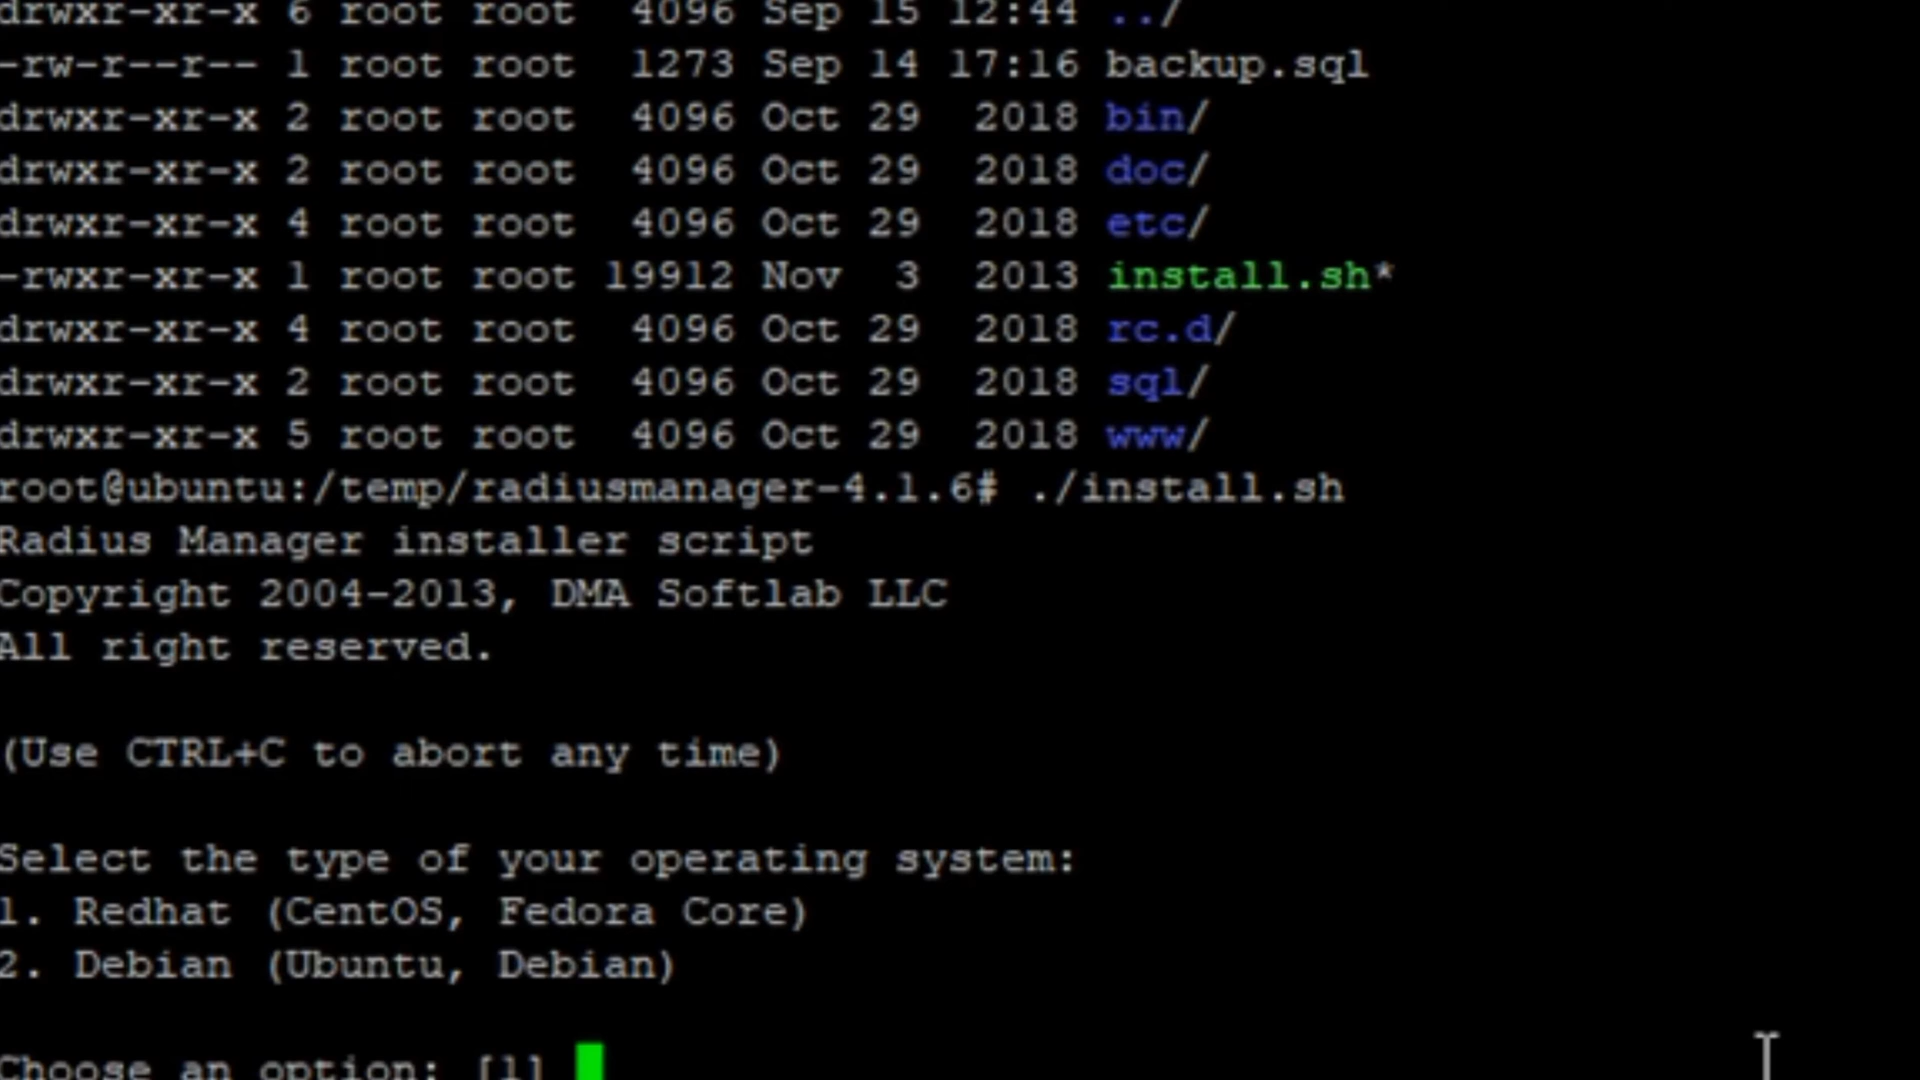 drwxr-xr-x 6 root root  4096 Sep 15 12:44 ../
-rw-r--r-- 1 root root  1273 Sep 14 17:16 backup.sql
drwxr-xr-x 2 root root  4096 Oct 29  2018 bin/
drwxr-xr-x 2 root root  4096 Oct 29  2018 doc/
drwxr-xr-x 4 root root  4096 Oct 29  2018 etc/
-rwxr-xr-x 1 root root 19912 Nov  3  2013 install.sh*
drwxr-xr-x 4 root root  4096 Oct 29  2018 rc.d/
drwxr-xr-x 2 root root  4096 Oct 29  2018 sql/
drwxr-xr-x 5 root root  4096 Oct 29  2018 www/
root@ubuntu:/temp/radiusmanager-4.1.6# ./install.sh
Radius Manager installer script
Copyright 2004-2013, DMA Softlab LLC
All right reserved.
(Use CTRL+C to abort any time)
Select the type of your operating system:
1. Redhat (CentOS, Fedora Core)
2. Debian (Ubuntu, Debian)
Choose an option: [1]